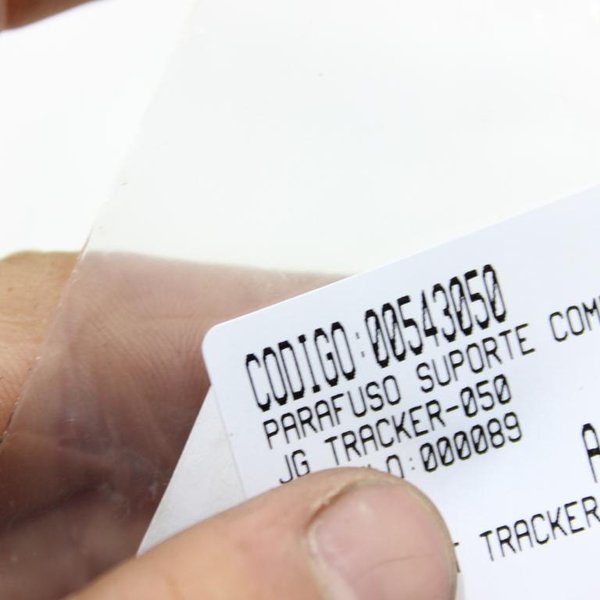 CODIGO:00543050
PARAFUSO SUPORTE COM
JG TRACKER-050
:000089
A
TRACKER